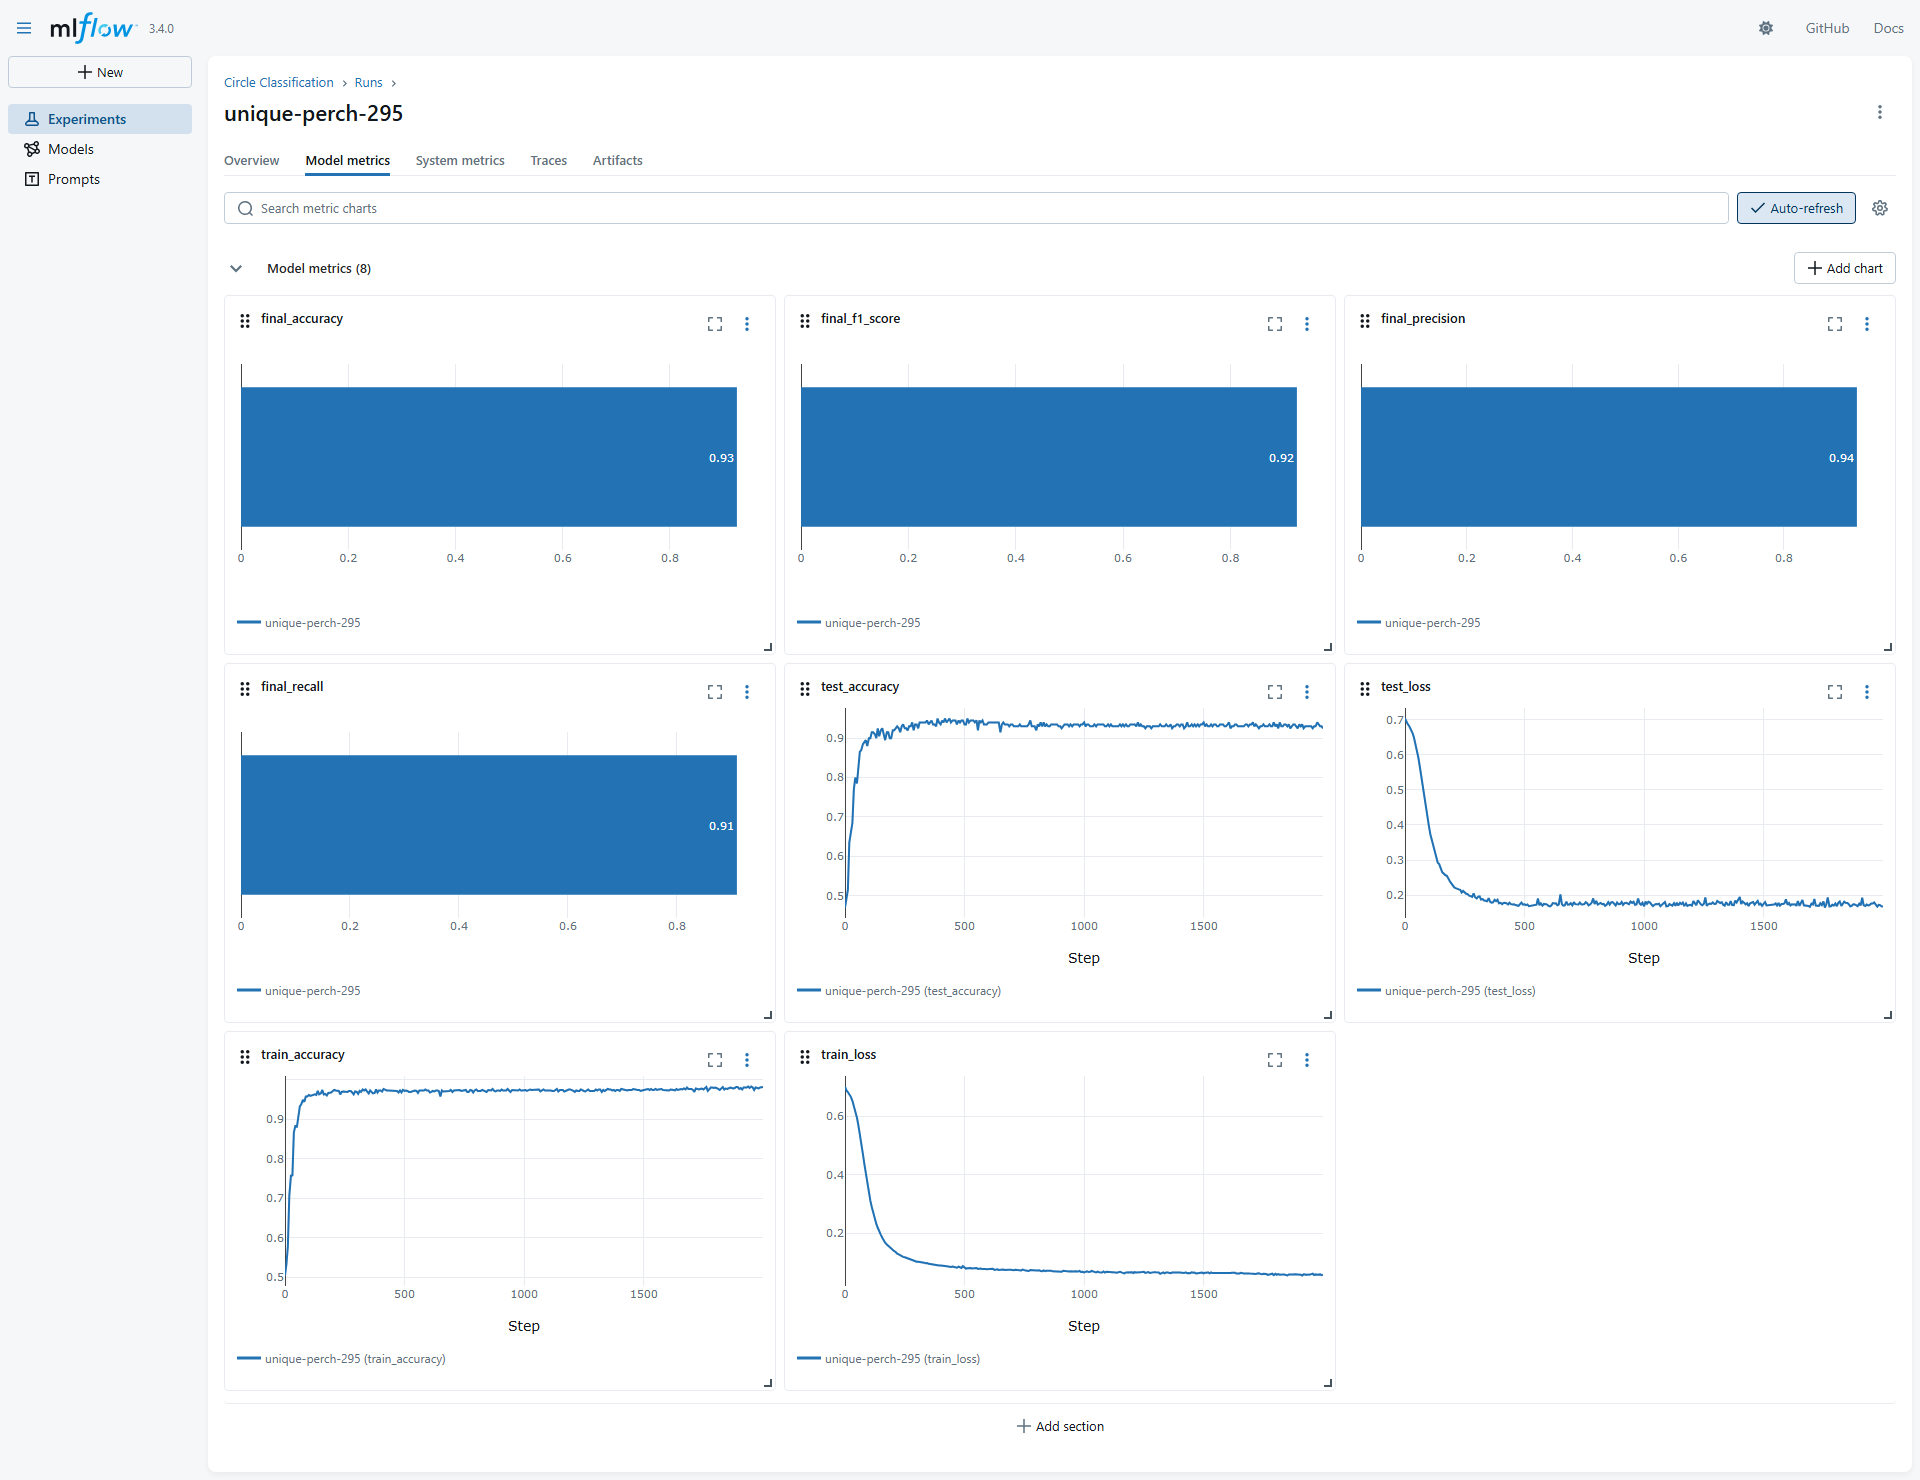 mlflow 3.4.0
GitHub Docs
New
Experiments
Models
Prompts
Circle Classification › Runs ›
unique-perch-295
Overview Model metrics System metrics Traces Artifacts
Search metric charts
Auto-refresh
Model metrics (8)
Add chart
final_accuracy
0.93
0 0.2 0.4 0.6 0.8
unique-perch-295
final_f1_score
0.92
0 0.2 0.4 0.6 0.8
unique-perch-295
final_precision
0.94
0 0.2 0.4 0.6 0.8
unique-perch-295
final_recall
0.91
0 0.2 0.4 0.6 0.8
unique-perch-295
test_accuracy
0.9
0.8
0.7
0.6
0.5
0 500 1000 1500
Step
unique-perch-295 (test_accuracy)
test_loss
0.7
0.6
0.5
0.4
0.3
0.2
0 500 1000 1500
Step
unique-perch-295 (test_loss)
train_accuracy
0.9
0.8
0.7
0.6
0.5
0 500 1000 1500
Step
unique-perch-295 (train_accuracy)
train_loss
0.6
0.4
0.2
0 500 1000 1500
Step
unique-perch-295 (train_loss)
Add section